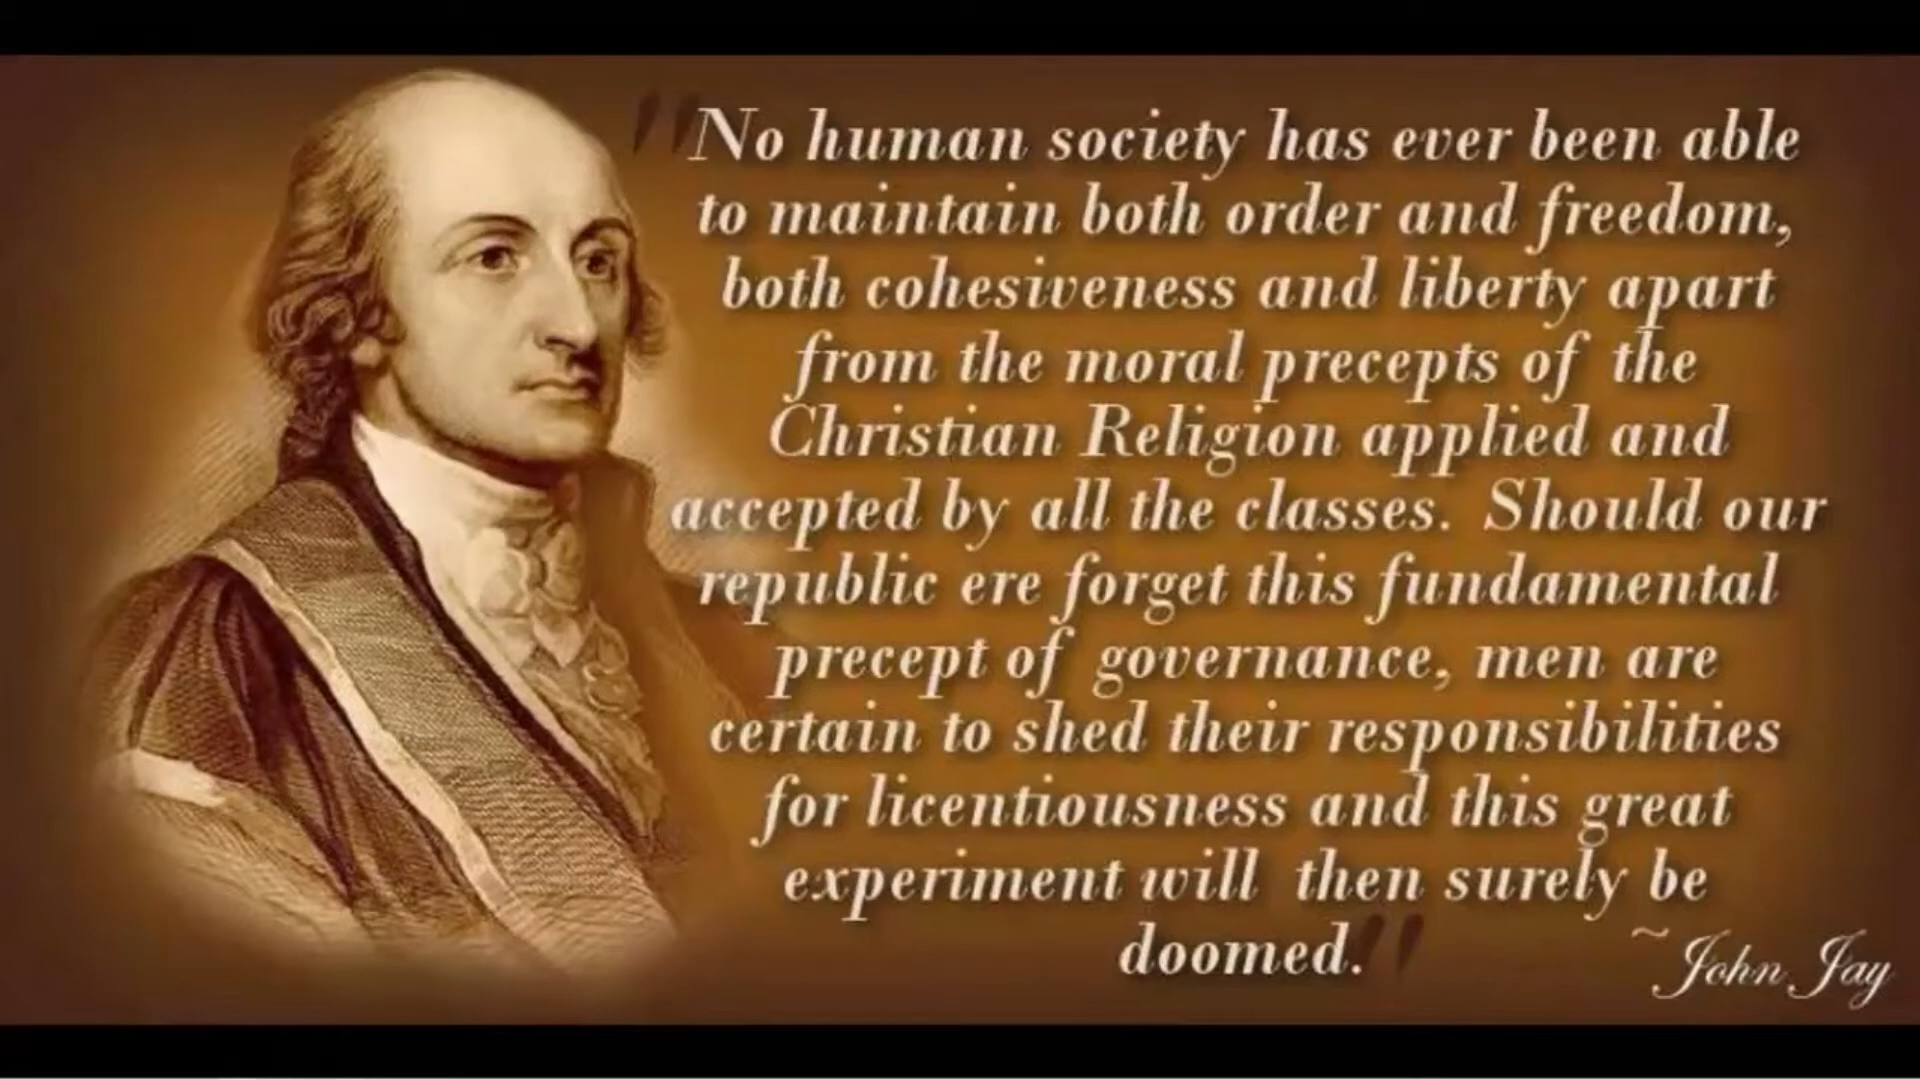 "No human society has ever been able
to maintain both order and freedom,
both cohesiveness and liberty apart
from the moral precepts of the
Christian Religion applied and
accepted by all the classes. Should our
republic ere forget this fundamental
precept of governance, men are
certain to shed their responsibilities
for licentiousness and this great
experiment will then surely be
doomed."
~John Jay